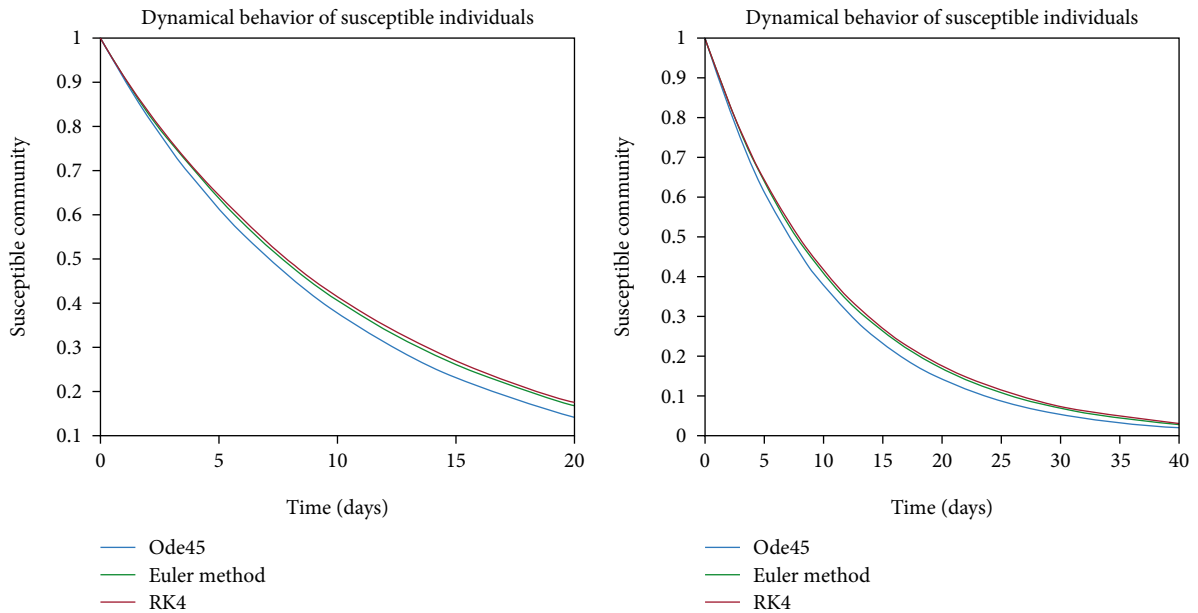 Dynamical behavior of susceptible individuals
1
0.9
0.8
0.7
0.6
0.5
0.4
0.3
0.2
0.1
Susceptible community
0 5 10 15 20
Time (days)
Ode45
Euler method
RK4
Dynamical behavior of susceptible individuals
1
0.9
0.8
0.7
0.6
0.5
0.4
0.3
0.2
0.1
0
Susceptible community
0 5 10 15 20 25 30 35 40
Time (days)
Ode45
Euler method
RK4